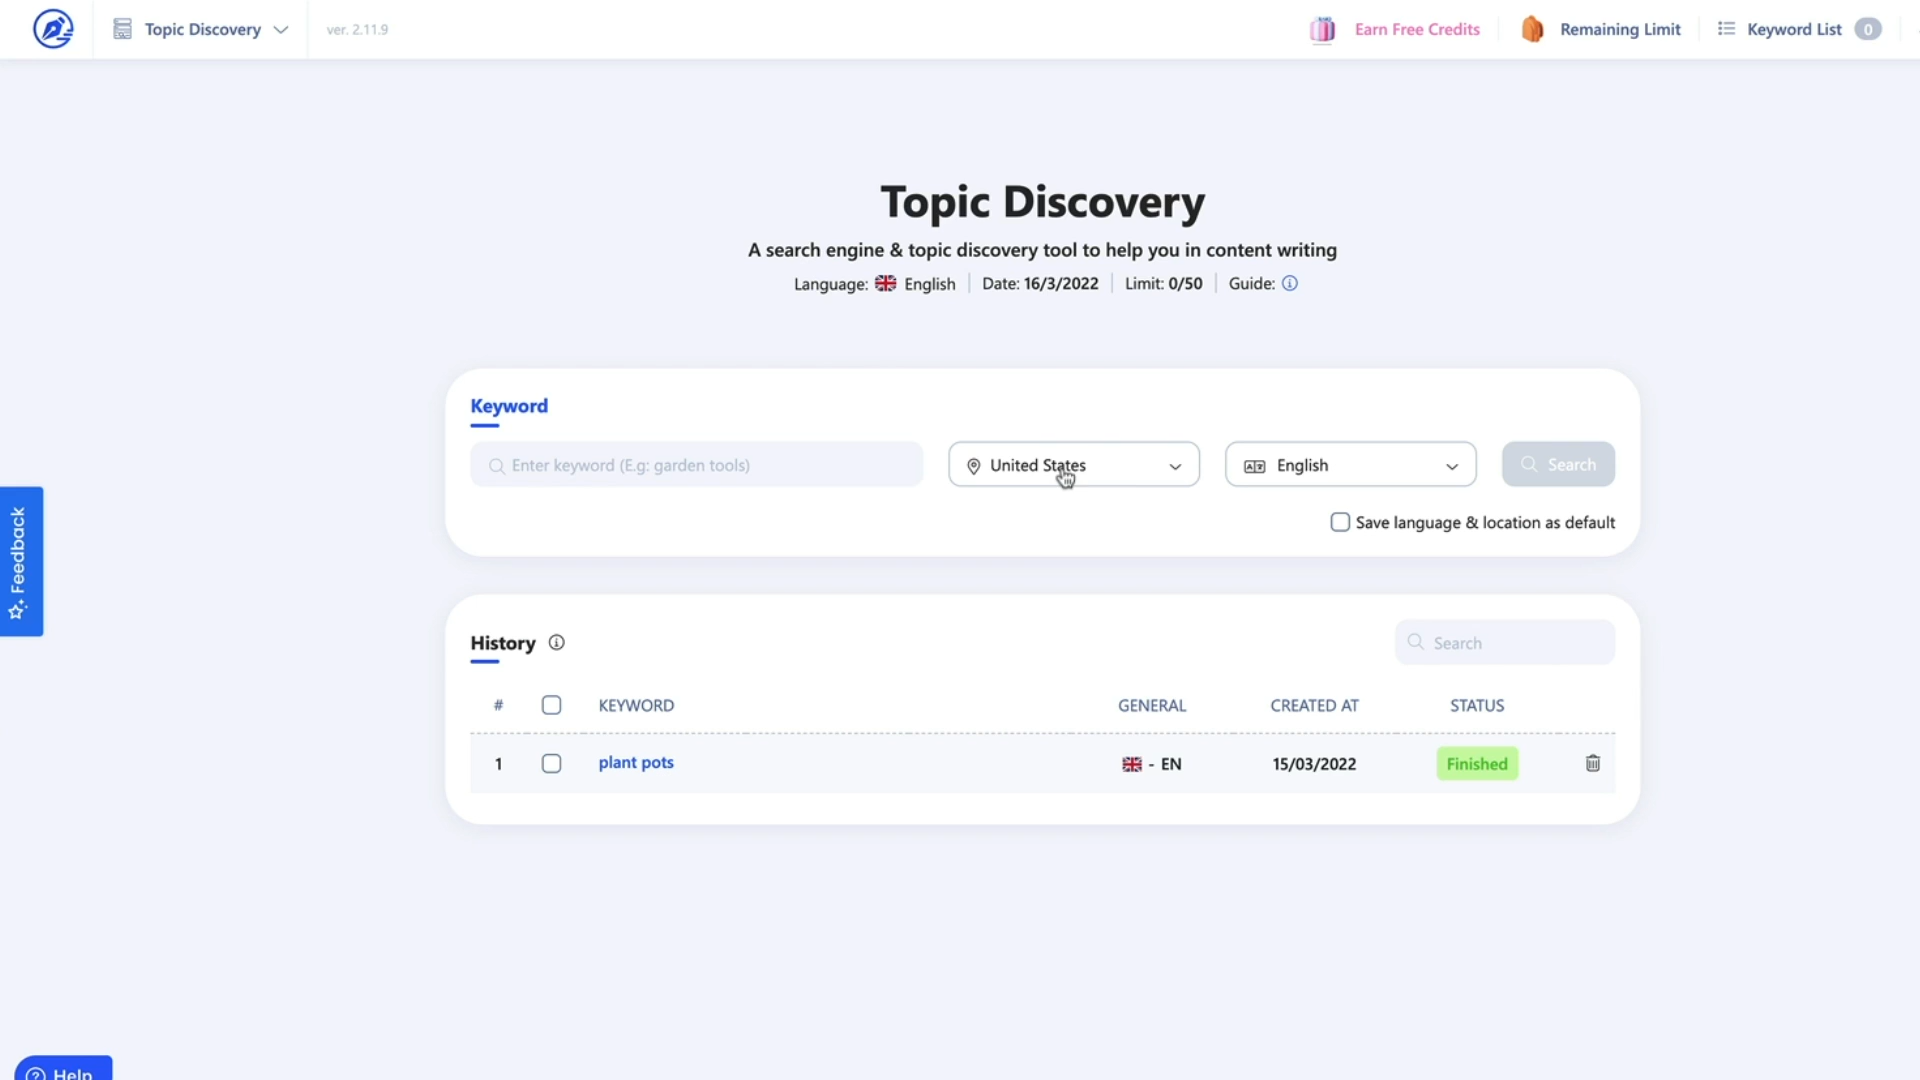 Topic Discovery
ver. 2.11.9
Earn Free Credits
Remaining Limit
Keyword List 0
Topic Discovery
A search engine & topic discovery tool to help you in content writing
Language: English Date: 16/3/2022 Limit: 0/50 Guide:
Keyword
Enter keyword (E.g: garden tools)
United States
English
Search
Save language & location as default
Feedback
History
Search
# KEYWORD GENERAL CREATED AT STATUS
1 plant pots - EN 15/03/2022 Finished
Help